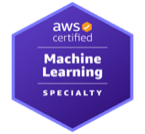 aws
certified
Machine
Learning
SPECIALTY